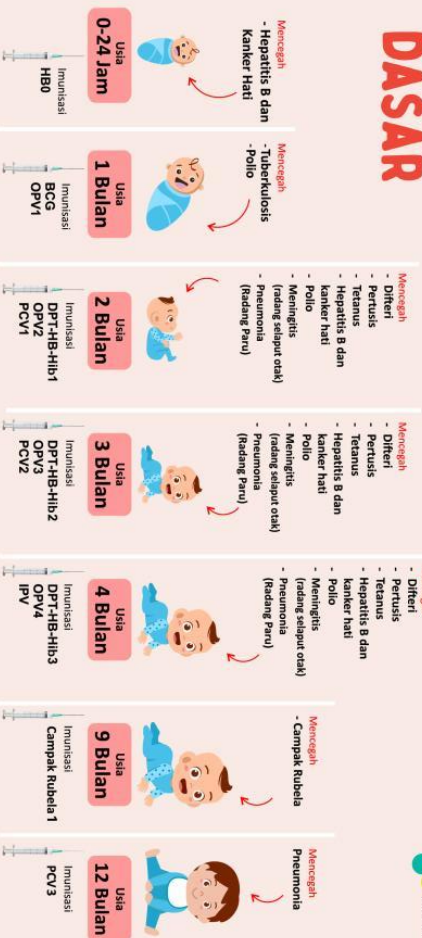 DASAR
Mencegah
- Hepatitis B dan
Kanker Hati
Usia
0-24 Jam
Imunisasi
HB0
Mencegah
- Tuberkulosis
- Polio
Usia
1 Bulan
Imunisasi
BCG
OPV1
Mencegah
- Difteri
- Pertusis
- Tetanus
- Hepatitis B dan
kanker hati
- Polio
- Meningitis
(radang selaput otak)
- Pneumonia
(Radang Paru)
Usia
2 Bulan
Imunisasi
DPT-HB-Hib1
OPV2
PCV1
Mencegah
- Difteri
- Pertusis
- Tetanus
- Hepatitis B dan
kanker hati
- Polio
- Meningitis
(radang selaput otak)
- Pneumonia
(Radang Paru)
Usia
3 Bulan
Imunisasi
DPT-HB-Hib2
OPV3
PCV2
- Difteri
- Pertusis
- Tetanus
- Hepatitis B dan
kanker hati
- Polio
- Meningitis
(radang selaput otak)
- Pneumonia
(Radang Paru)
Usia
4 Bulan
Imunisasi
DPT-HB-Hib3
OPV4
IPV
Mencegah
- Campak Rubela
Usia
9 Bulan
Imunisasi
Campak Rubela1
Mencegah
Pneumonia
Usia
12 Bulan
Imunisasi
PCV3